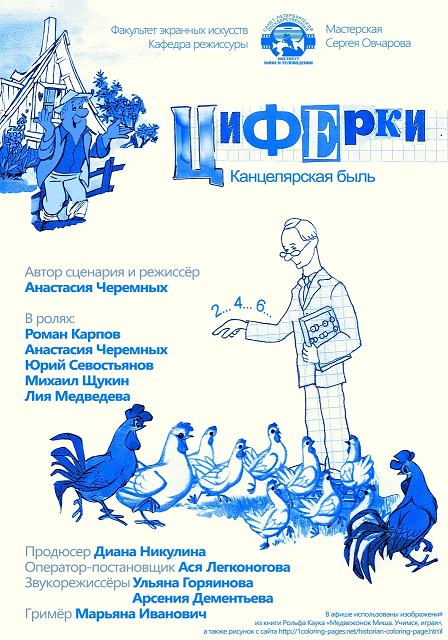 Факультет экранных искусств
Кафедра режиссуры
САНКТ-ПЕТЕРБУРГСКИЙ ГОСУДАРСТВЕННЫЙ
ИНСТИТУТ
КИНО И ТЕЛЕВИДЕНИЯ
Мастерская
Сергея Овчарова
Циферки
Канцелярская быль
Автор сценария и режиссёр
Анастасия Черемных
2... 4... 6...
В ролях:
Роман Карпов
Анастасия Черемных
Юрий Севостьянов
Михаил Щукин
Лия Медведева
Продюсер Диана Никулина
Оператор-постановщик Ася Легконогова
Звукорежиссёры Ульяна Горяинова
Арсения Дементьева
Гримёр Марьяна Иванович
В афише использованы изображения
из книги Рольфа Каука «Медвежонок Миша. Учимся, играя»,
а также рисунок с сайта http://1coloring-pages.net/historian-coloring-page.html